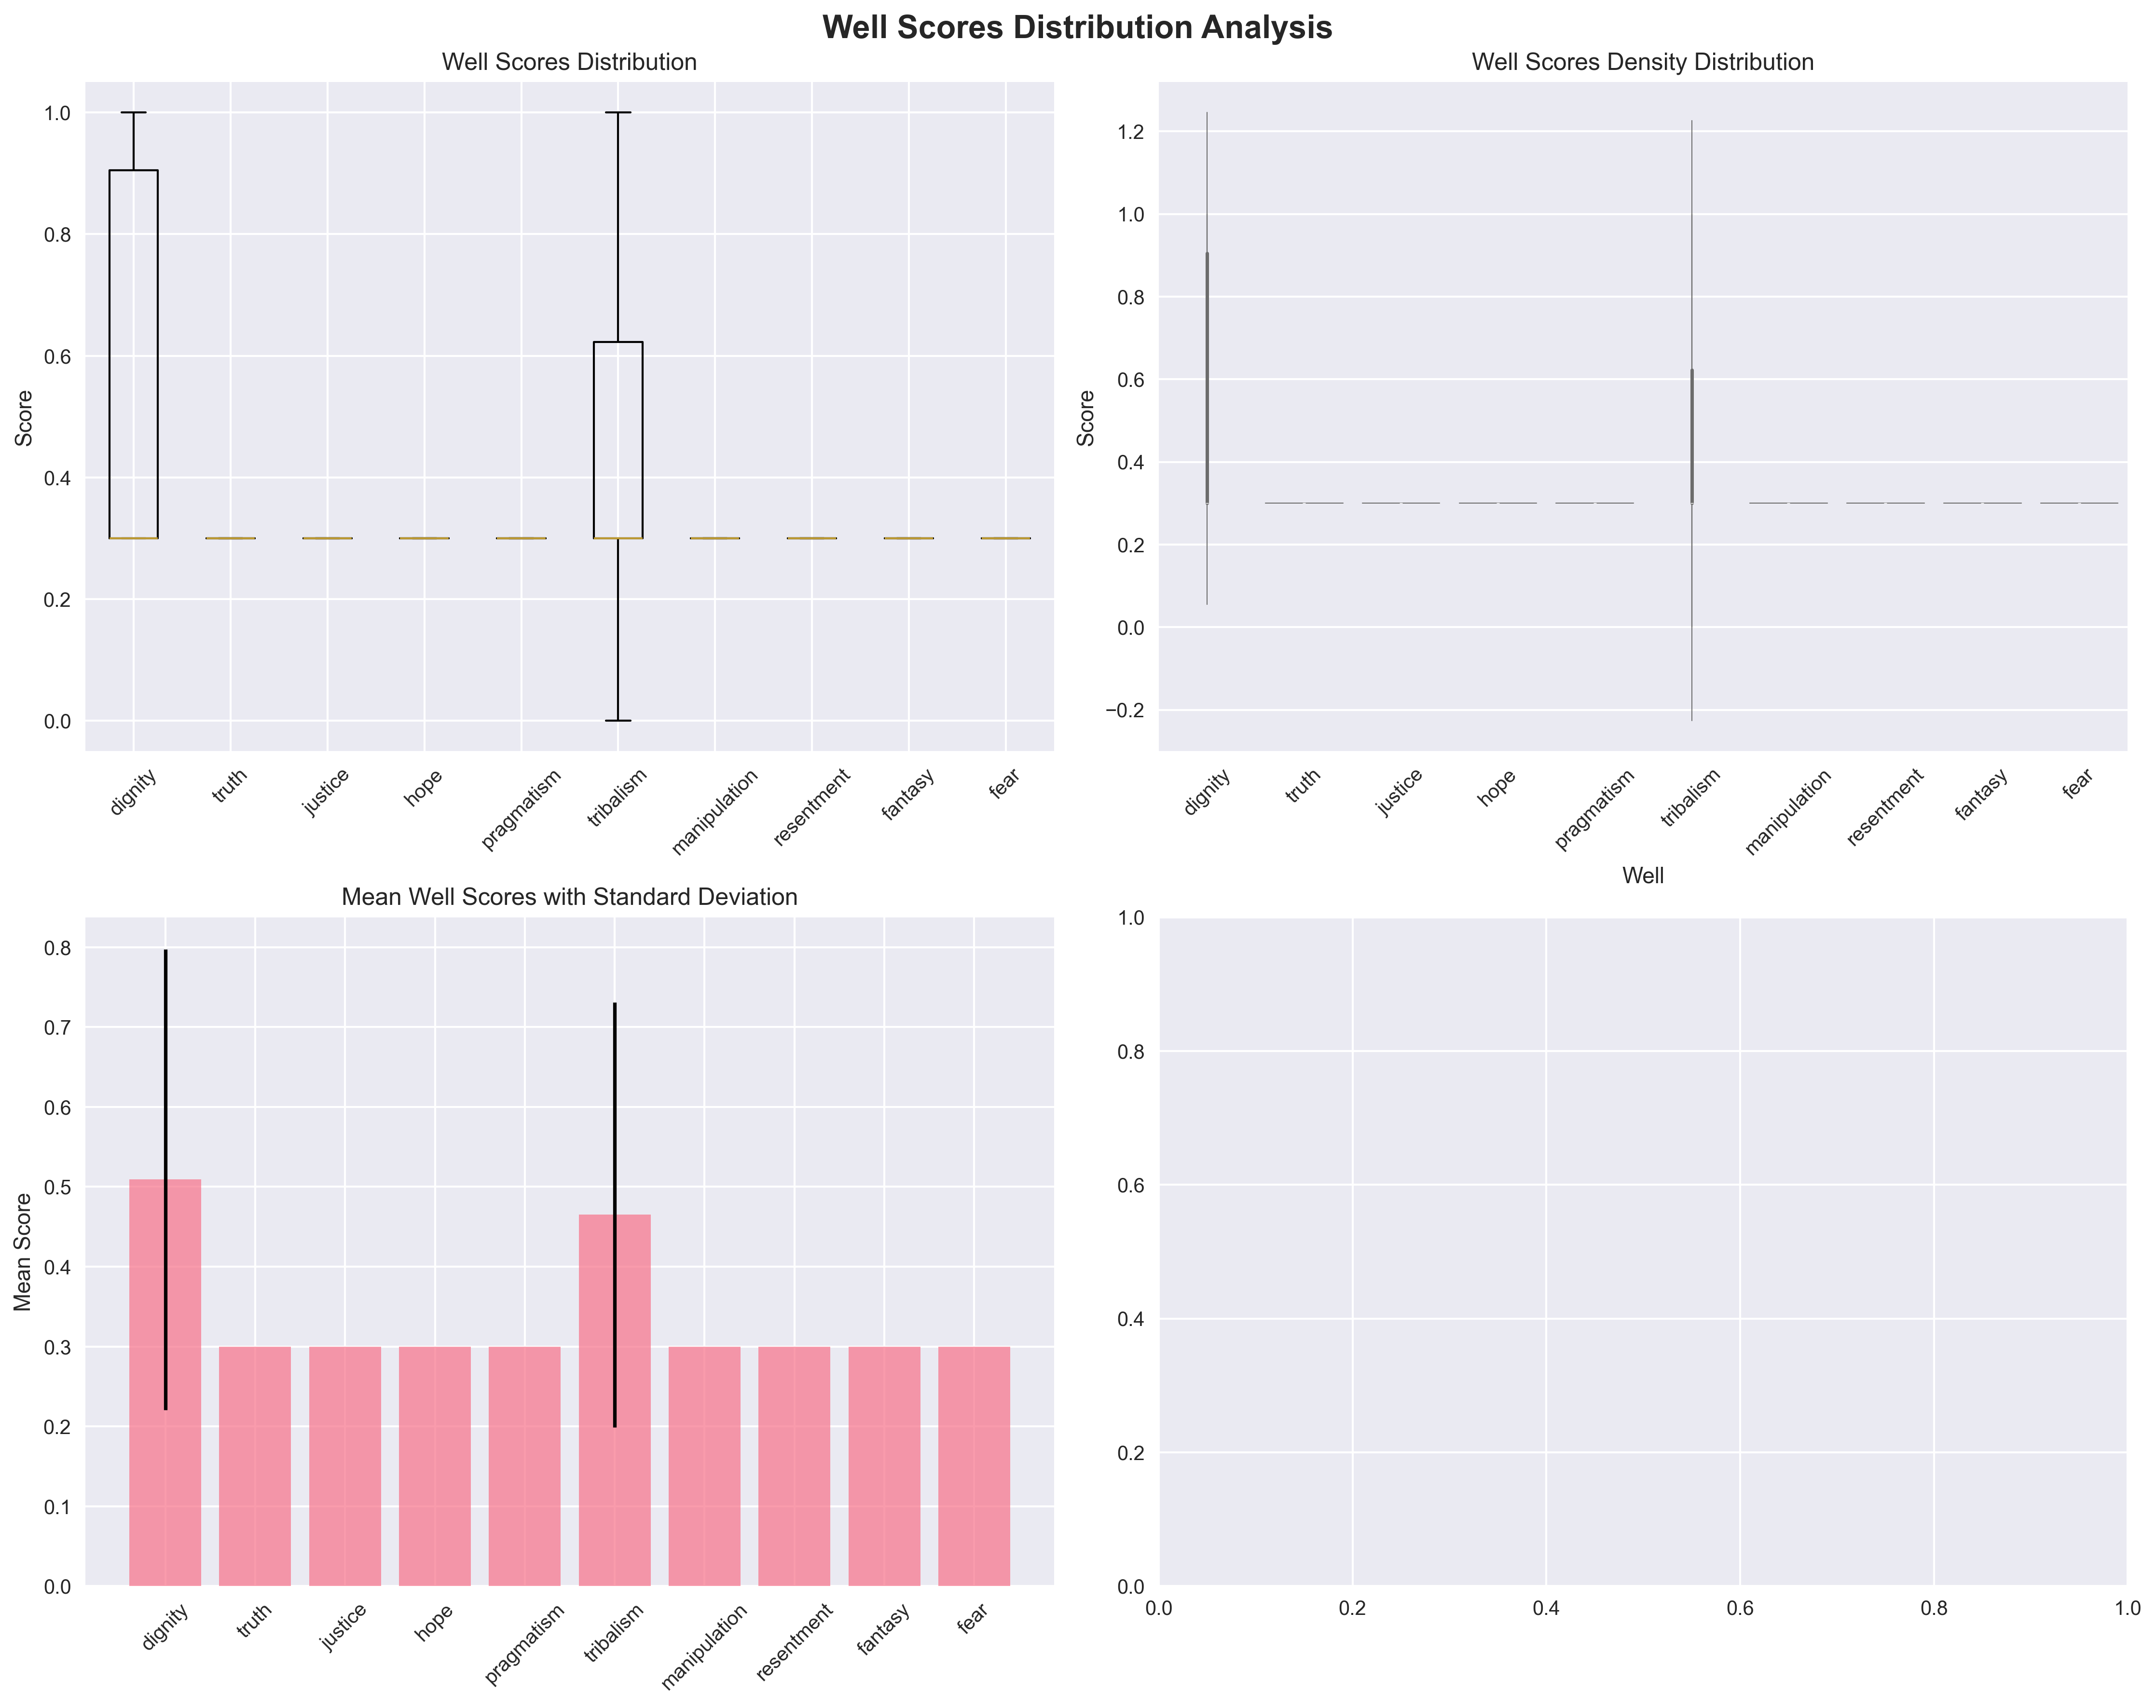 Well Scores Distribution Analysis
Well Scores Distribution
Score
1.0
0.8
0.6
0.4
0.2
0.0
dignity
truth
justice
hope
pragmatism
tribalism
manipulation
resentment
fantasy
fear
Well Scores Density Distribution
Score
1.2
1.0
0.8
0.6
0.4
0.2
0.0
−0.2
dignity
truth
justice
hope
pragmatism
tribalism
manipulation
resentment
fantasy
fear
Well
Mean Well Scores with Standard Deviation
Mean Score
0.8
0.7
0.6
0.5
0.4
0.3
0.2
0.1
0.0
dignity
truth
justice
hope
pragmatism
tribalism
manipulation
resentment
fantasy
fear
1.0
0.8
0.6
0.4
0.2
0.0
0.0 0.2 0.4 0.6 0.8 1.0